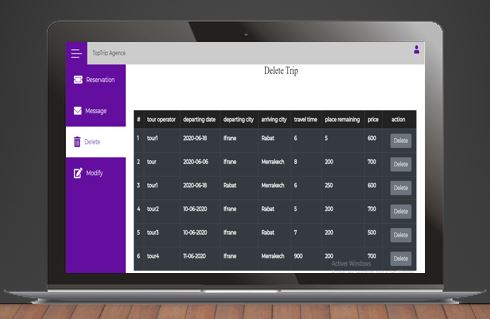 TopTrip Agence
Delete Trip
Reservation
Message
Delete
Modify
# tour operator departing date departing city arriving city travel time place remaining price action
1 tour1 2020-06-18 Ifrane Rabat 6 5 600 Delete
2 tour 2020-06-06 Ifrane Merrakech 8 200 700 Delete
3 tour1 2020-06-18 Rabat Merrakech 6 250 600 Delete
4 tour2 10-06-2020 Ifrane Rabat 5 200 700 Delete
5 tour3 10-06-2020 Ifrane Rabat 7 200 500 Delete
6 tour4 11-06-2020 Ifrane Merrakech 900 200 700 Delete
Activer Windows